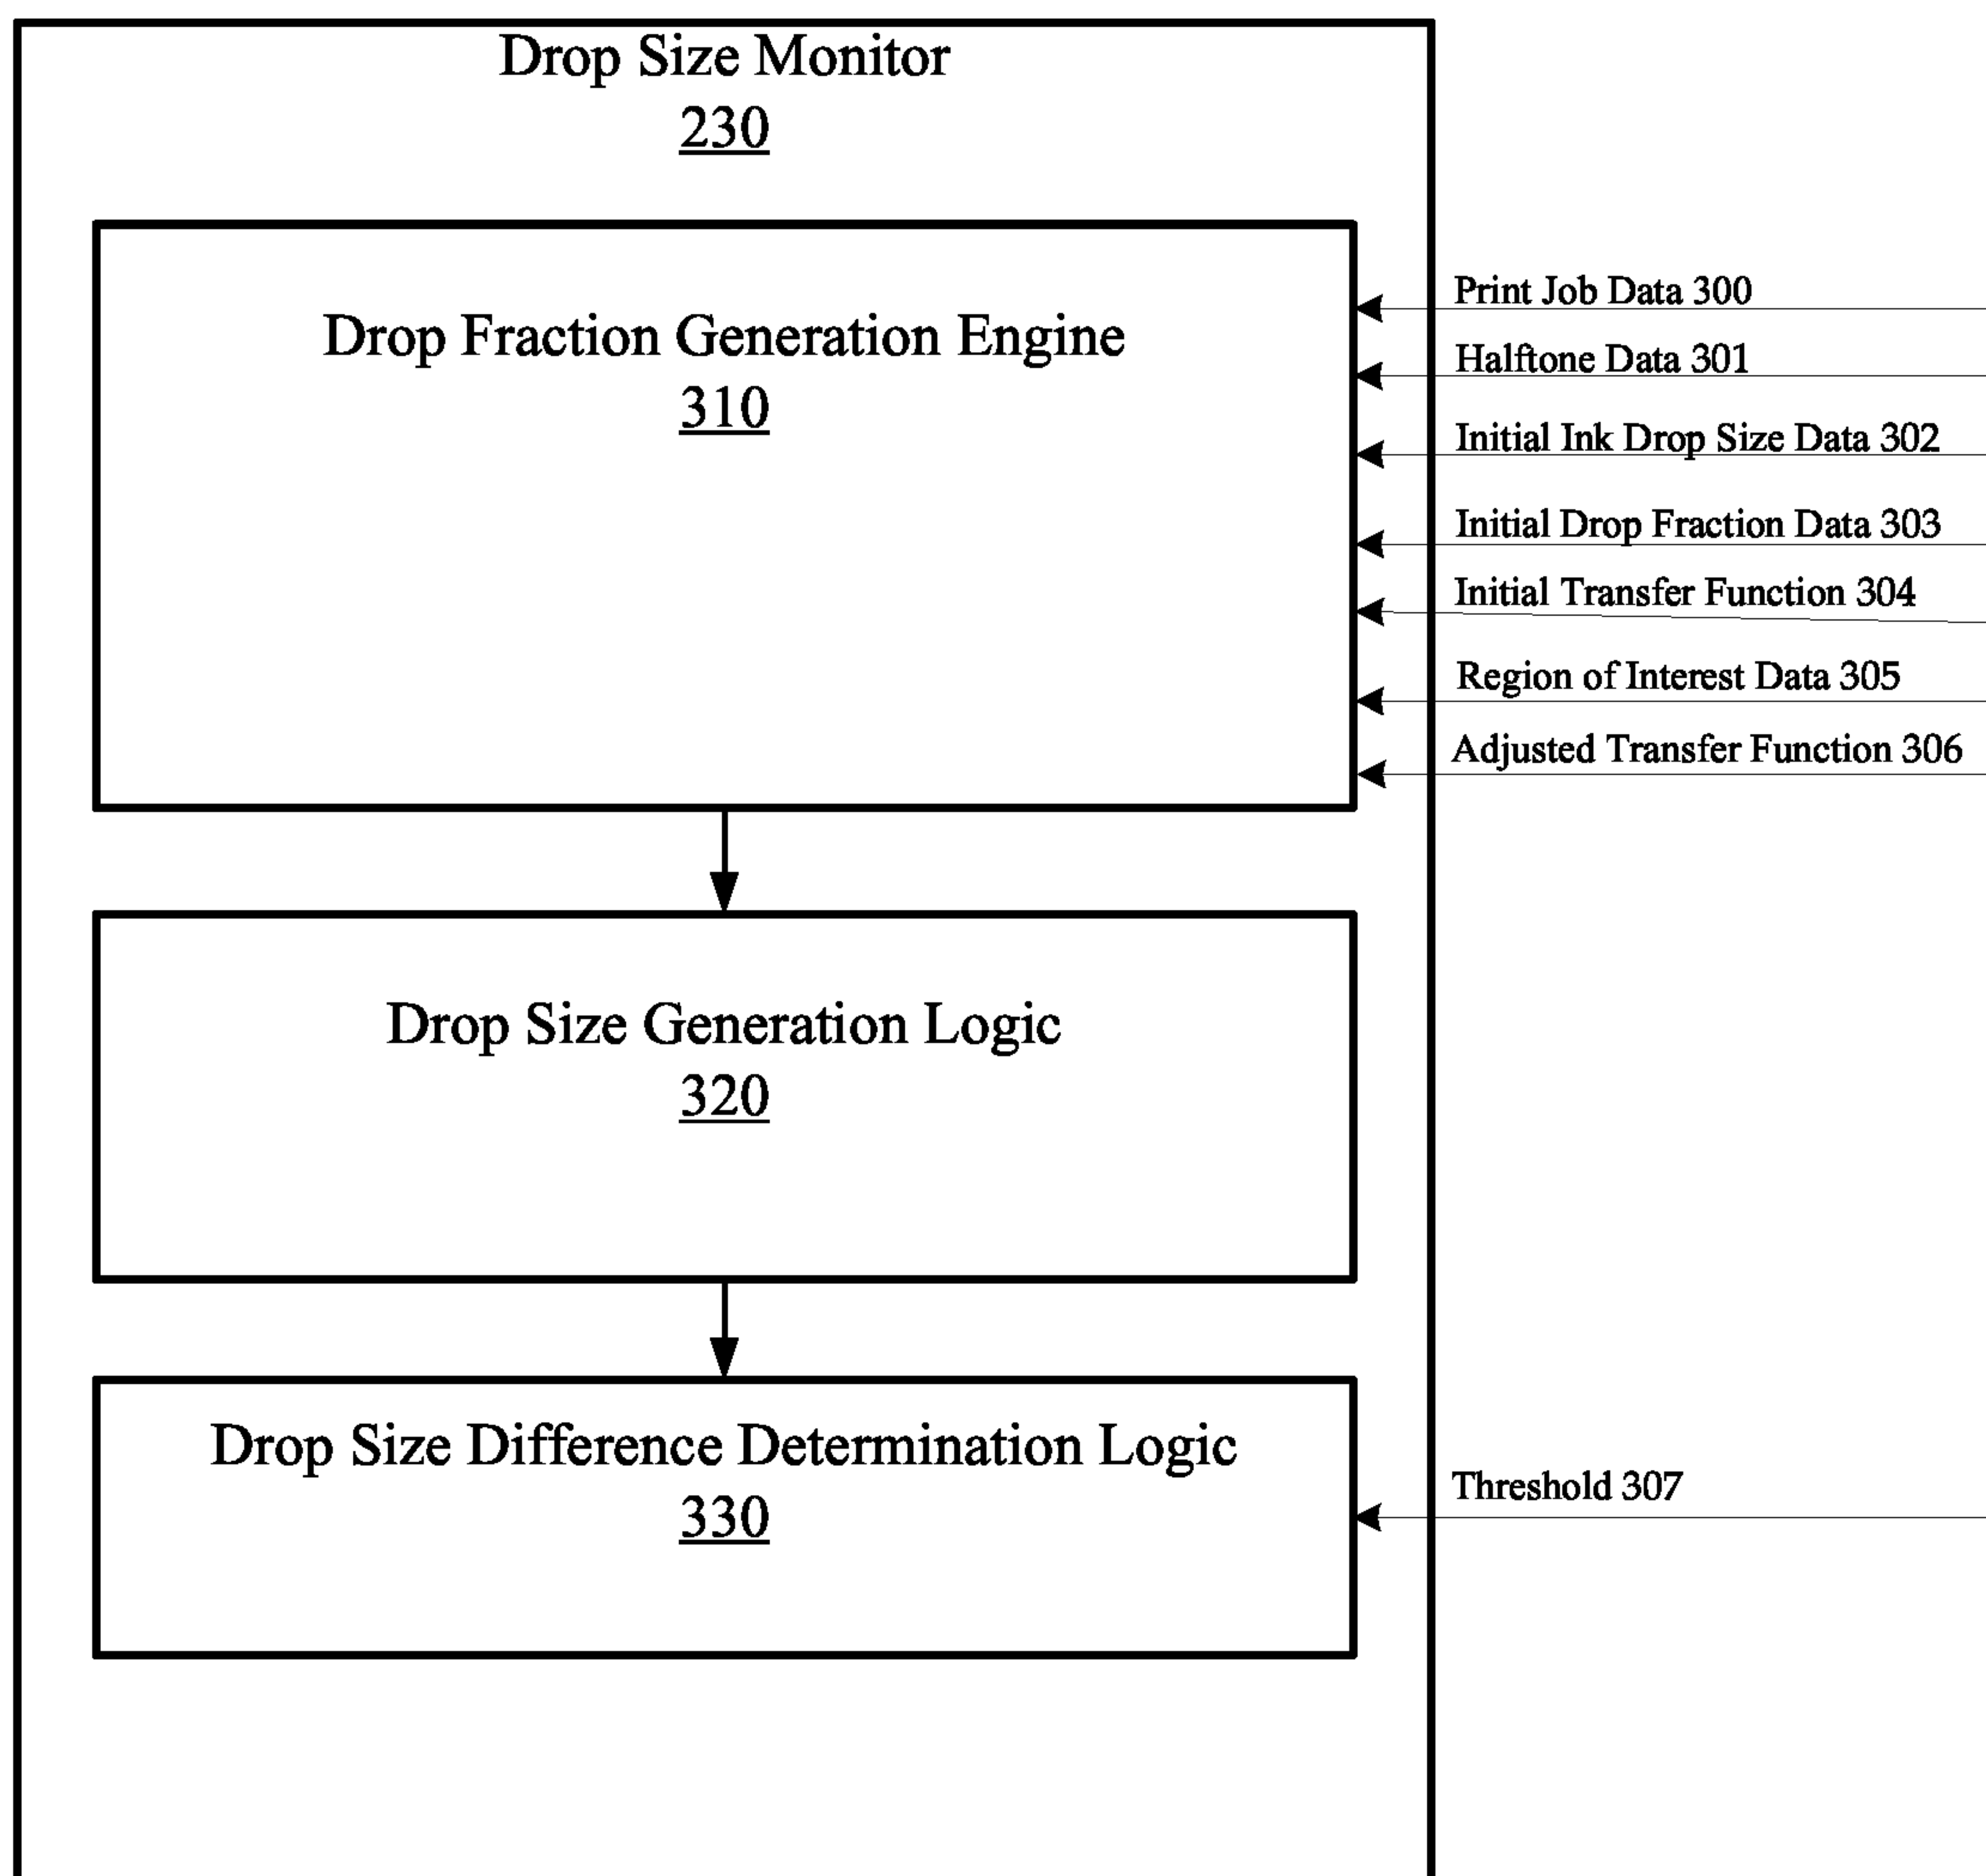 Drop Size Monitor
230
Drop Fraction Generation Engine
310
Print Job Data 300
Halftone Data 301
Initial Ink Drop Size Data 302
Initial Drop Fraction Data 303
Initial Transfer Function 304
Region of Interest Data 305
Adjusted Transfer Function 306
Drop Size Generation Logic
320
Drop Size Difference Determination Logic
330
Threshold 307